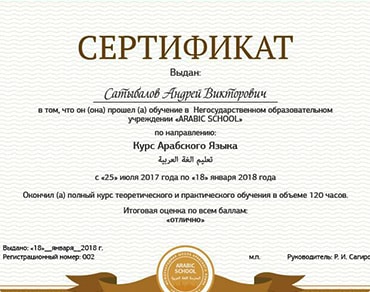 СЕРТИФИКАТ
Выдан:
Сатыбалов Андрей Викторович
в том, что он (она) прошел (а) обучение в Негосударственном образовательном
учреждении «ARABIC SCHOOL»
по направлению:
Курс Арабского Языка
تعليم الغة العربية
с «25» июля 2017 года по «18» января 2018 года
Окончил (а) полный курс теоретического и практического обучения в объеме 120 часов.
Итоговая оценка по всем баллам:
«отлично»
Выдано: «18»__января__2018 г.
Регистрационный номер: 002
м.п.
Руководитель: Р. И. Сагиро
ARABIC
SCHOOL